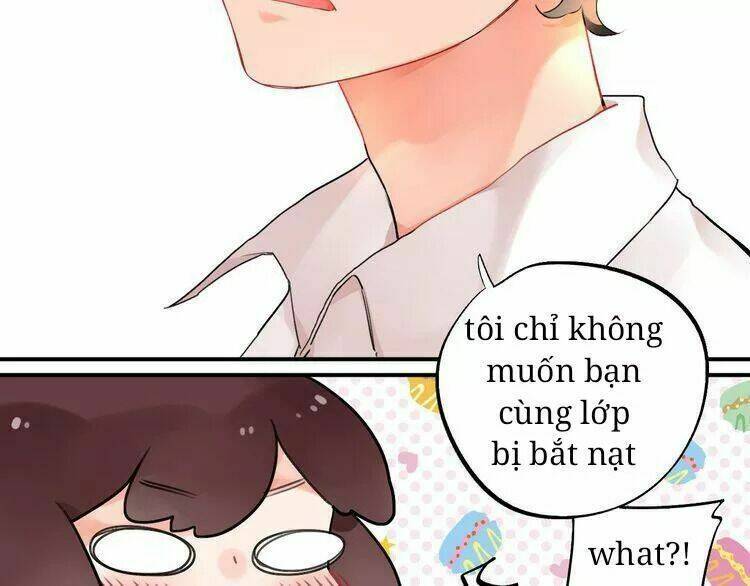 tôi chỉ không
muốn bạn
cùng lớp
bị bắt nạt
what?!